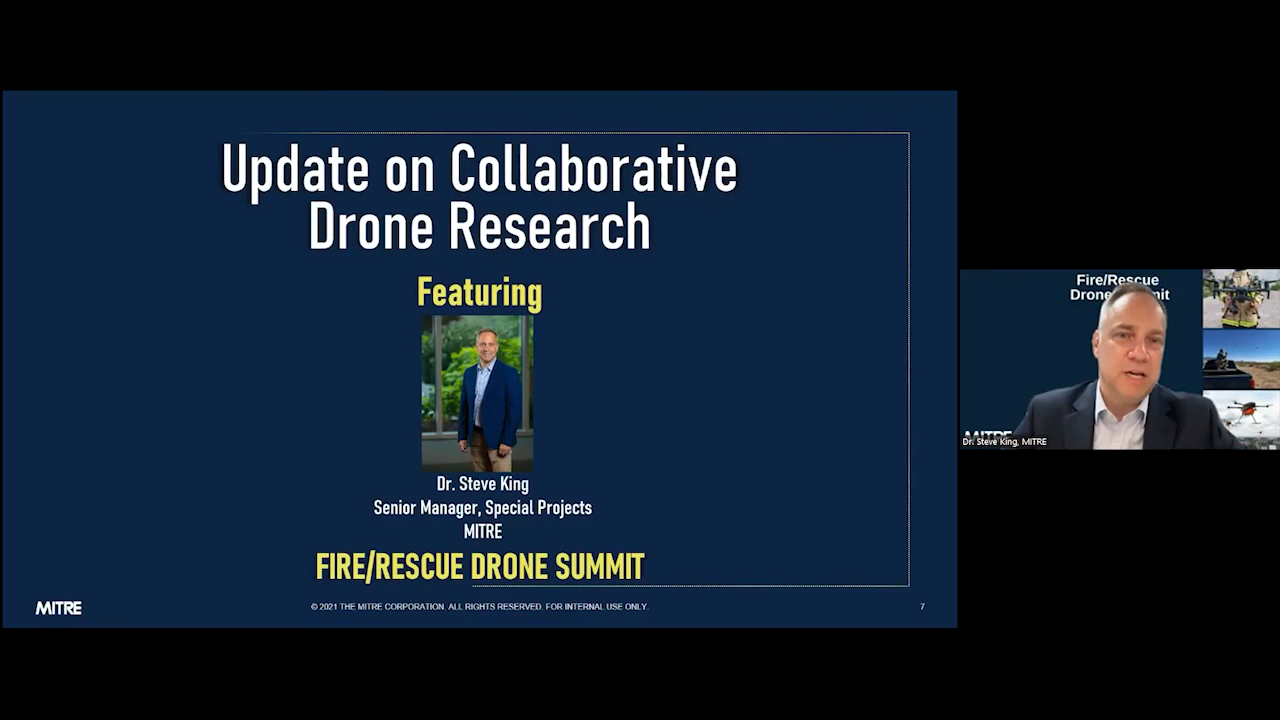 Update on Collaborative
Drone Research
Featuring
Dr. Steve King
Senior Manager, Special Projects
MITRE
FIRE/RESCUE DRONE SUMMIT
MITRE
© 2021 THE MITRE CORPORATION. ALL RIGHTS RESERVED. FOR INTERNAL USE ONLY.
7
Fire/Rescue
Drone
mit
MITRE
Dr. Steve King, MITRE